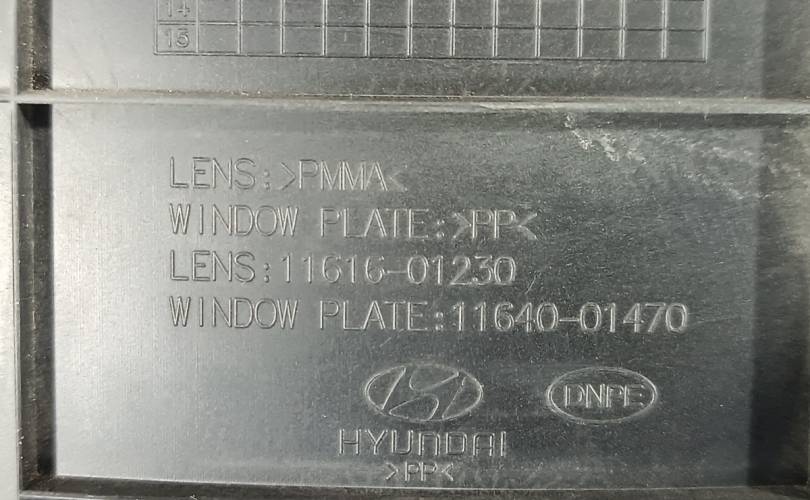 14
15
LENS:>PMMA<
WINDOW PLATE:>PP<
LENS:11616-01230
WINDOW PLATE:11640-01470
DNPE
HYUNDAI
>PP<